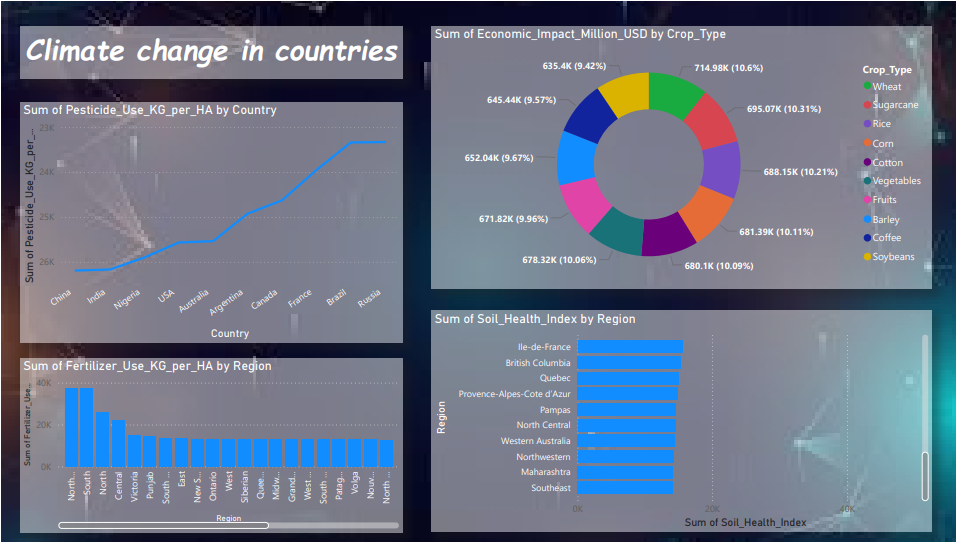 Climate change in countries
Sum of Pesticide_Use_KG_per_HA by Country
Sum of Pesticide_Use_KG_per_...
23K
24K
25K
26K
China
India
Nigeria
USA
Australia
Argentina
Canada
France
Brazil
Russia
Country
Sum of Fertilizer_Use_KG_per_HA by Region
Sum of Fertilizer_Use...
40K
20K
0K
North...
South
North
Central
Victoria
Punjab
South ...
East
New S...
Ontario
West
Siberian
Quee...
Midw...
Grand...
West ...
South ...
Patag...
Volga
Nouv...
North ...
Region
Sum of Economic_Impact_Million_USD by Crop_Type
714.98K (10.6%)
695.07K (10.31%)
688.15K (10.21%)
681.39K (10.11%)
680.1K (10.09%)
678.32K (10.06%)
671.82K (9.96%)
652.04K (9.67%)
645.44K (9.57%)
635.4K (9.42%)
Crop_Type
Wheat
Sugarcane
Rice
Corn
Cotton
Vegetables
Fruits
Barley
Coffee
Soybeans
Sum of Soil_Health_Index by Region
Region
Ile-de-France
British Columbia
Quebec
Provence-Alpes-Cote d'Azur
Pampas
North Central
Western Australia
Northwestern
Maharashtra
Southeast
0K
20K
40K
Sum of Soil_Health_Index